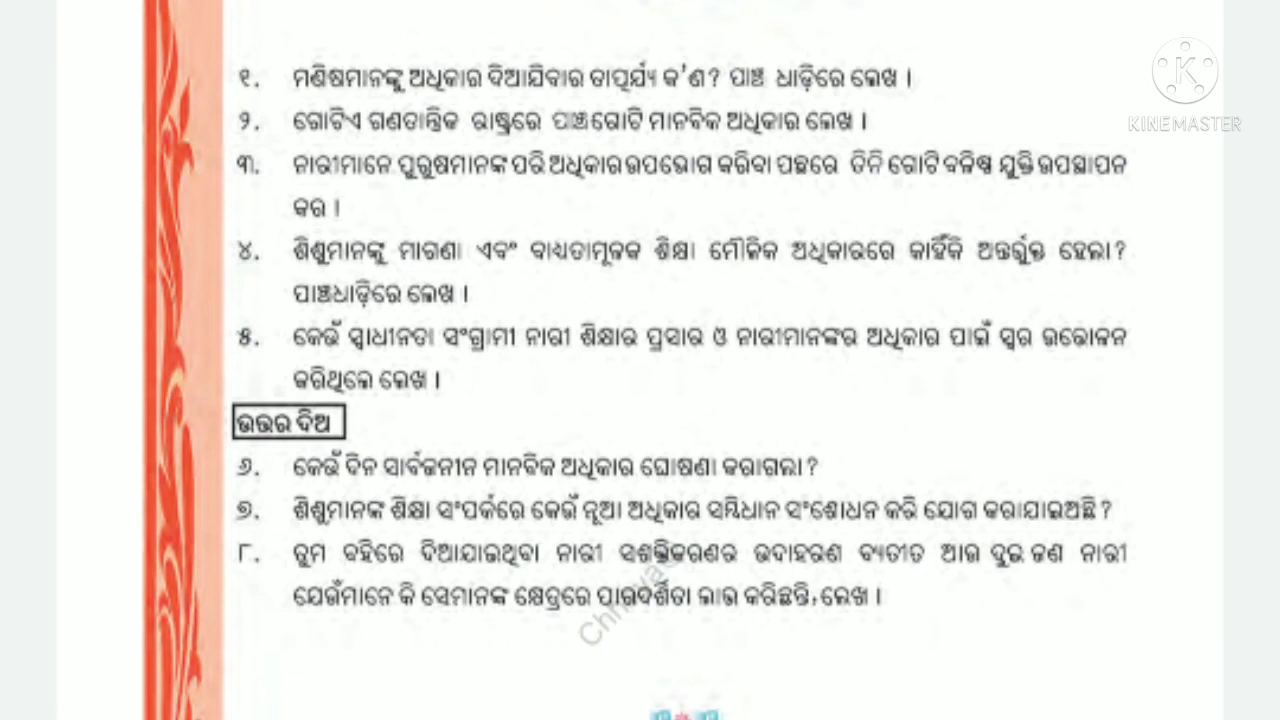 ୧. ମଣିଷମାନଙ୍କୁ ଅଧିକାର ଦିଆଯିବାର ତାତ୍ପର୍ଯ୍ୟ କ'ଣ? ପାଞ୍ଚ ଧାଡ଼ିରେ ଲେଖ ।
KINEMASTER
୨. ଗୋଟିଏ ଗଣତାନ୍ତ୍ରିକ ରାଷ୍ଟ୍ରରେ ପାଞ୍ଚଗୋଟି ମାନବିକ ଅଧିକାର ଲେଖ ।
୩. ନାରୀମାନେ ପୁରୁଷମାନଙ୍କ ପରି ଅଧିକାର ଉପଭୋଗ କରିବା ପଛରେ ତିନି ଗୋଟି ବଳିଷ୍ଠ ଯୁକ୍ତି ଉପସ୍ଥାପନ
କର ।
୪. ଶିଶୁମାନଙ୍କୁ ମାଗଣା ଏବଂ ବାଧ୍ୟତାମୂଳକ ଶିକ୍ଷା ମୌଳିକ ଅଧିକାରରେ କାହିଁକି ଅନ୍ତର୍ଭୁକ୍ତ ହେଲା?
ପାଞ୍ଚଧାଡ଼ିରେ ଲେଖ ।
୫. କେଉଁ ସ୍ୱାଧୀନତା ସଂଗ୍ରାମୀ ନାରୀ ଶିକ୍ଷାର ପ୍ରସାର ଓ ନାରୀମାନଙ୍କର ଅଧିକାର ପାଇଁ ସ୍ୱର ଉତ୍ତୋଳନ
କରିଥିଲେ ଲେଖ ।
ଉତ୍ତର ଦିଅ
୬. କେଉଁ ଦିନ ସାର୍ବଜନୀନ ମାନବିକ ଅଧିକାର ଘୋଷଣା କରାଗଲା?
୭. ଶିଶୁମାନଙ୍କ ଶିକ୍ଷା ସଂପର୍କରେ କେଉଁ ନୂଆ ଅଧିକାର ସମ୍ବିଧାନ ସଂଶୋଧନ କରି ଯୋଗ କରାଯାଇଅଛି?
୮. ତୁମ ବହିରେ ଦିଆଯାଇଥିବା ନାରୀ ସଶକ୍ତିକରଣର ଉଦାହରଣ ବ୍ୟତୀତ ଆଉ ଦୁଇ ଜଣ ନାରୀ
ଯେଉଁମାନେ କି ସେମାନଙ୍କ କ୍ଷେତ୍ରରେ ପାରଦର୍ଶିତା ଲାଭ କରିଛନ୍ତି, ଲେଖ ।